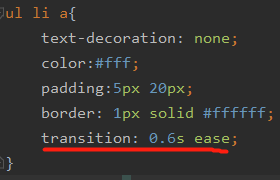 ul li a{
text-decoration: none;
color:#fff;
padding:5px 20px;
border: 1px solid #ffffff;
transition: 0.6s ease;
}